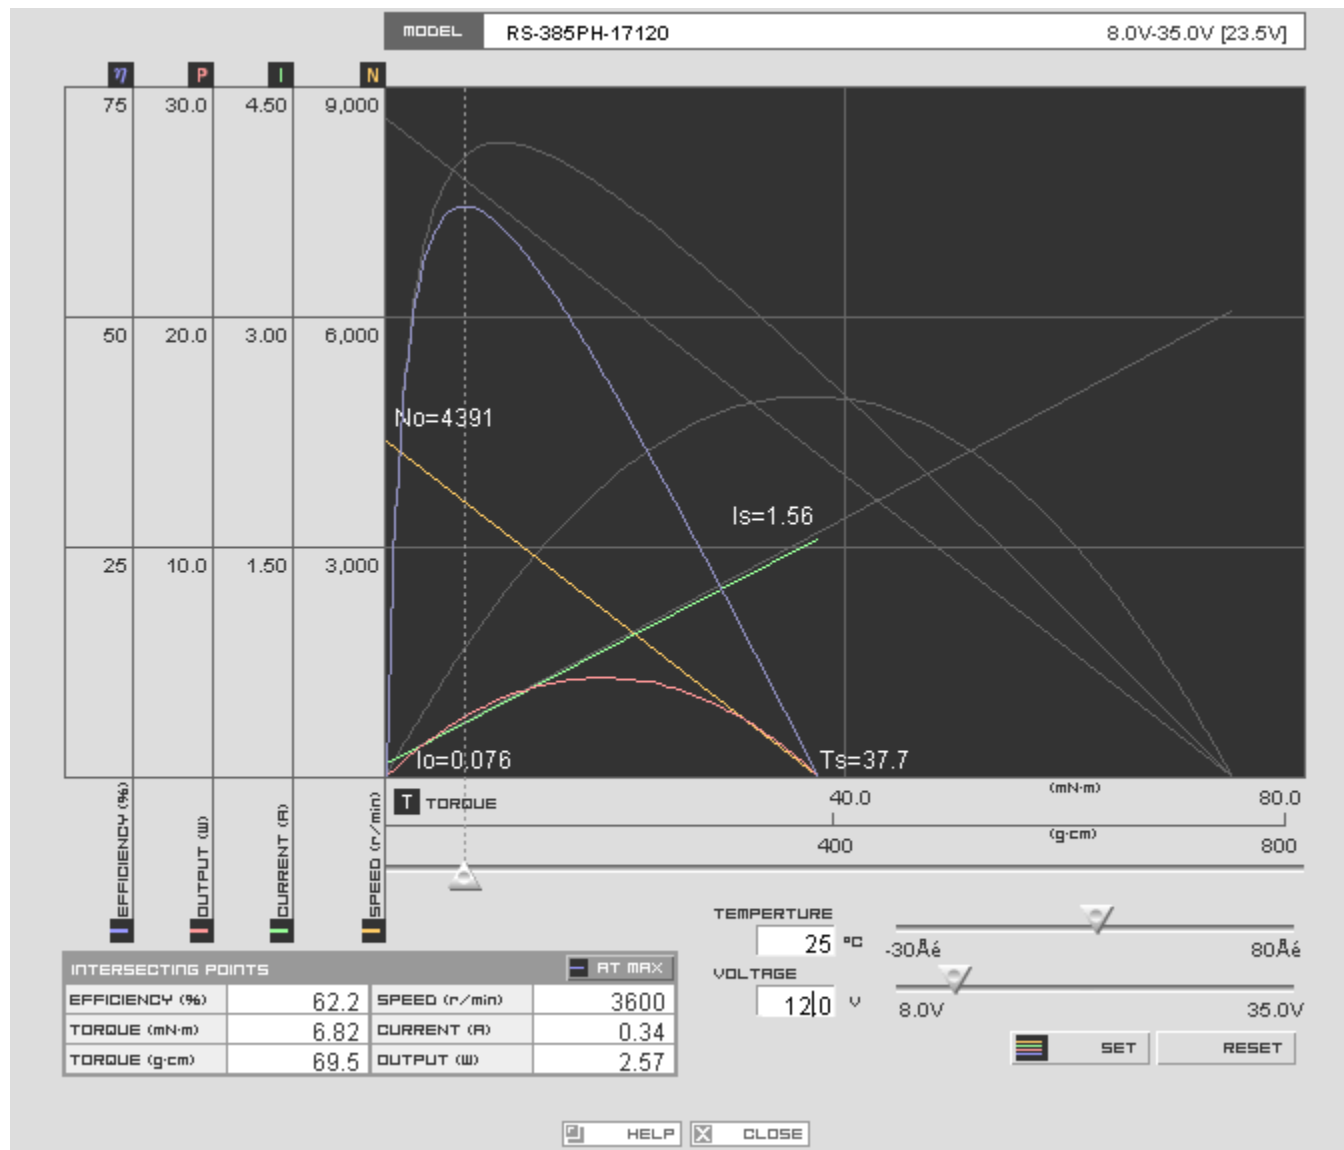 MODEL RS-385PH-17120 8.0V-35.0V [23.5V]
η P I N
75 30.0 4.50 9,000
50 20.0 3.00 6,000
No=4391
Is=1.56
25 10.0 1.50 3,000
Io=0.076 Ts=37.7
EFFICIENCY (%)
OUTPUT (W)
CURRENT (A)
SPEED (r/min)
T TORQUE 40.0 (mN·m) 80.0
400 (g·cm) 800
TEMPERTURE
25 °C -30Åé 80Åé
VOLTAGE
12.0 V 8.0V 35.0V
SET RESET
INTERSECTING POINTS AT MAX
EFFICIENCY (%) 62.2 SPEED (r/min) 3600
TORQUE (mN·m) 6.82 CURRENT (A) 0.34
TORQUE (g·cm) 69.5 OUTPUT (W) 2.57
HELP CLOSE